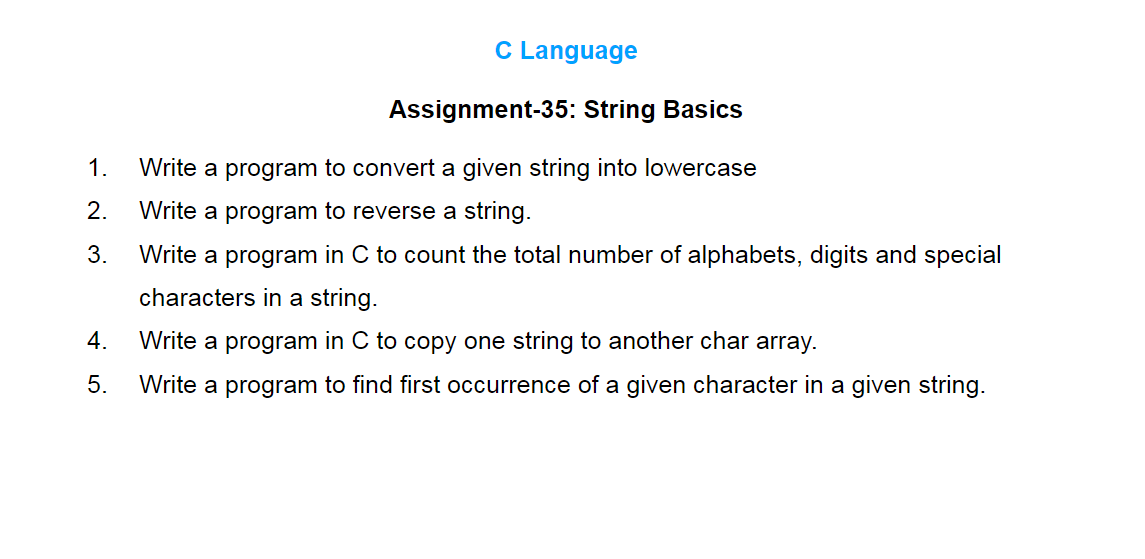 C Language
Assignment-35: String Basics
1. Write a program to convert a given string into lowercase
2. Write a program to reverse a string.
3. Write a program in C to count the total number of alphabets, digits and special
characters in a string.
4. Write a program in C to copy one string to another char array.
5. Write a program to find first occurrence of a given character in a given string.